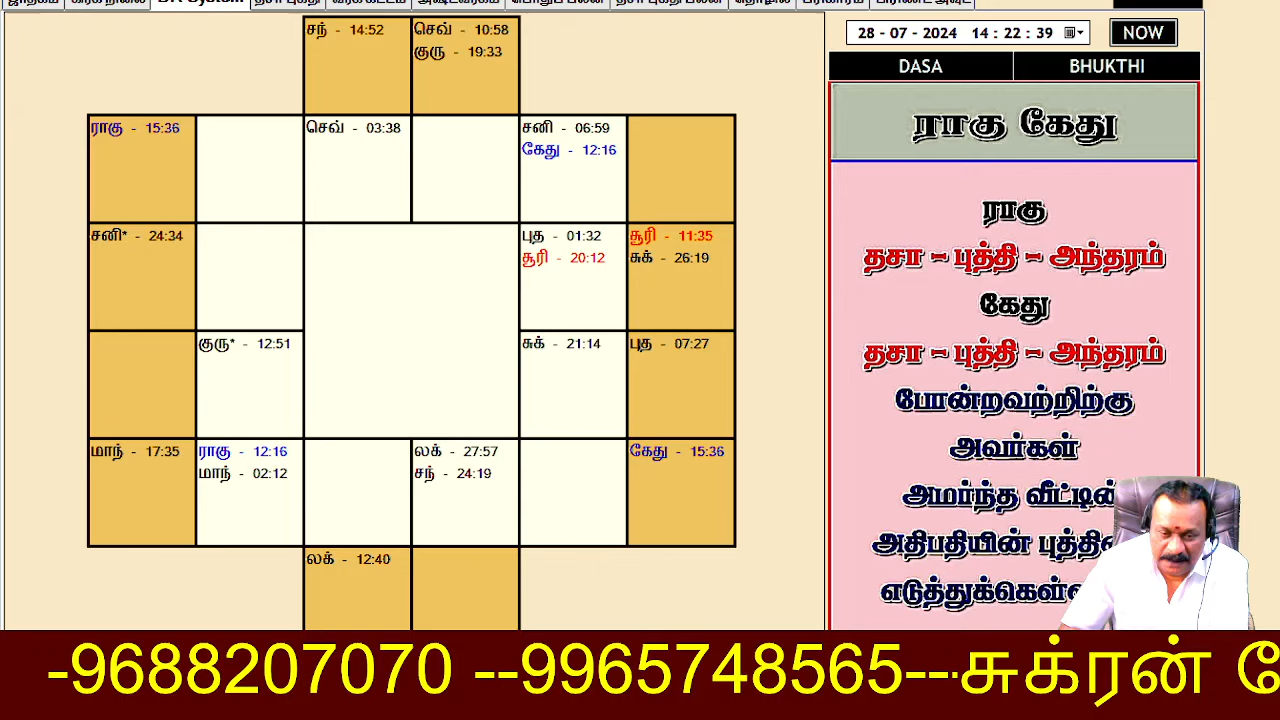 சந் - 14:52
செவ் - 10:58
குரு - 19:33
28 - 07 - 2024 14 : 22 : 39
NOW
DASA
BHUKTHI
ராகு - 15:36
செவ் - 03:38
சனி - 06:59
கேது - 12:16
சனி* - 24:34
புத - 01:32
சூரி - 20:12
சூரி - 11:35
சுக் - 26:19
குரு* - 12:51
சுக் - 21:14
புத - 07:27
மாந் - 17:35
ராகு - 12:16
மாந் - 02:12
லக் - 27:57
சந் - 24:19
கேது - 15:36
லக் - 12:40
ராகு கேது
ராகு
தசா - புத்தி - அந்தரம்
கேது
தசா - புத்தி - அந்தரம்
போன்றவற்றிற்கு
அவர்கள்
அமர்ந்த வீட்டின்
அதிபதியின்
-9688207070 --9965748565--சுக்ரன்